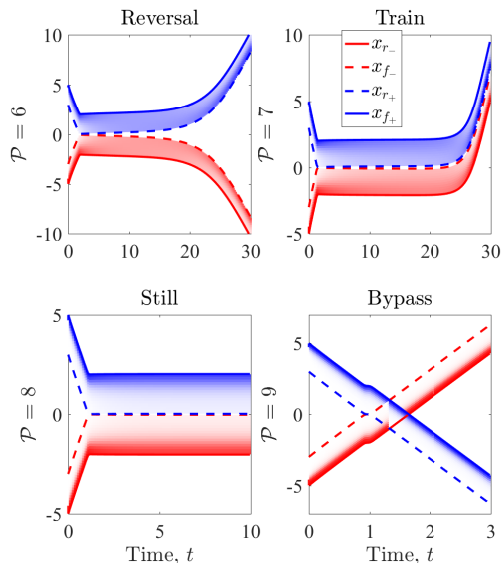 Reversal
Train
10
5
0
-5
-10
𝒫 = 6
0
10
20
30
10
5
0
-5
𝒫 = 7
0
10
20
30
x_{r_-}
x_{f_-}
x_{r_+}
x_{f_+}
Still
Bypass
5
0
-5
𝒫 = 8
0
5
10
Time, t
5
0
-5
𝒫 = 9
0
1
2
3
Time, t